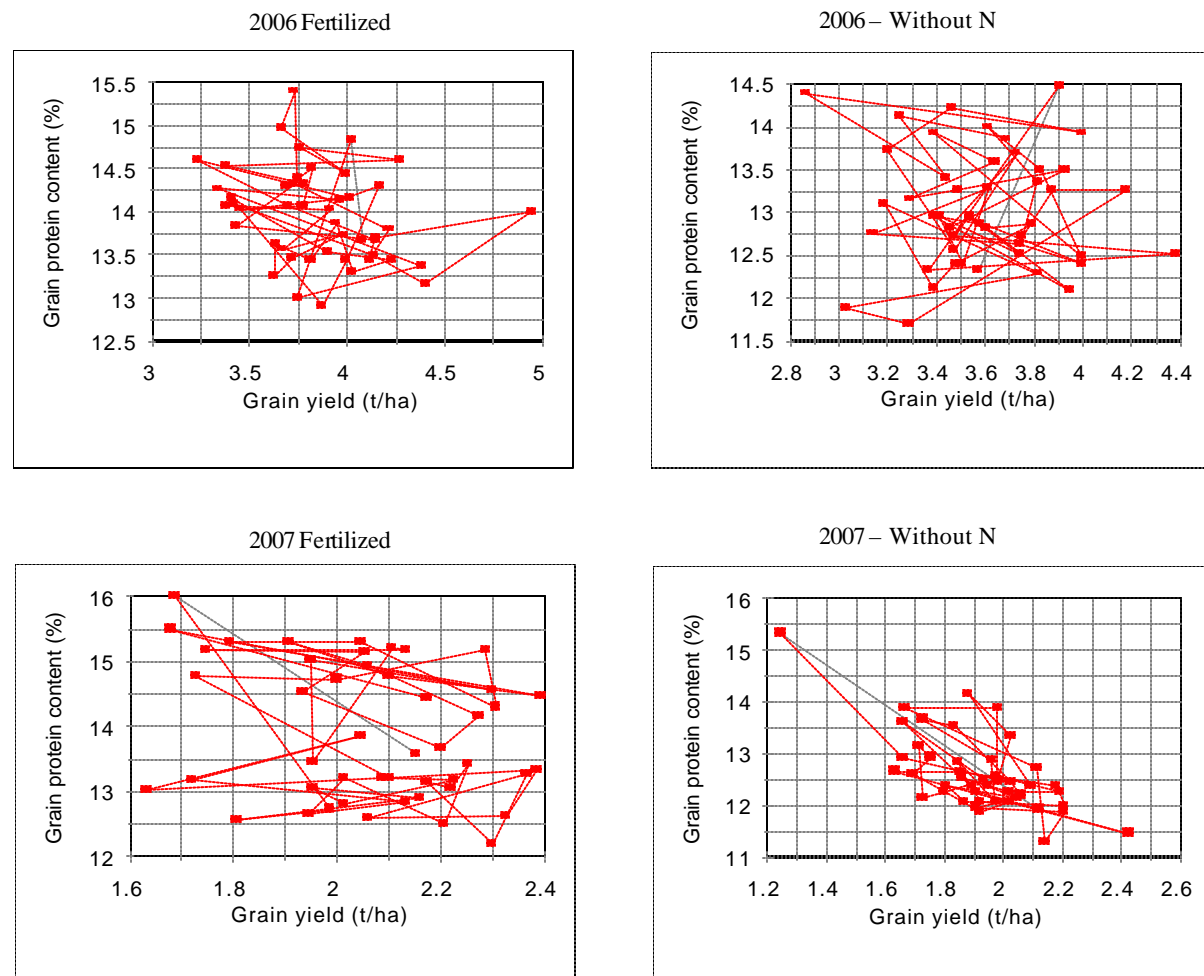 2006 Fertilized
15.5
15
14.5
14
13.5
13
12.5
3 3.5 4 4.5 5
Grain protein content (%)
Grain yield (t/ha)
2006 – Without N
14.5
14
13.5
13
12.5
12
11.5
2.8 3 3.2 3.4 3.6 3.8 4 4.2 4.4
Grain protein content (%)
Grain yield (t/ha)
2007 Fertilized
16
15
14
13
12
1.6 1.8 2 2.2 2.4
Grain protein content (%)
Grain yield (t/ha)
2007 – Without N
16
15
14
13
12
11
1.2 1.4 1.6 1.8 2 2.2 2.4 2.6
Grain protein content (%)
Grain yield (t/ha)